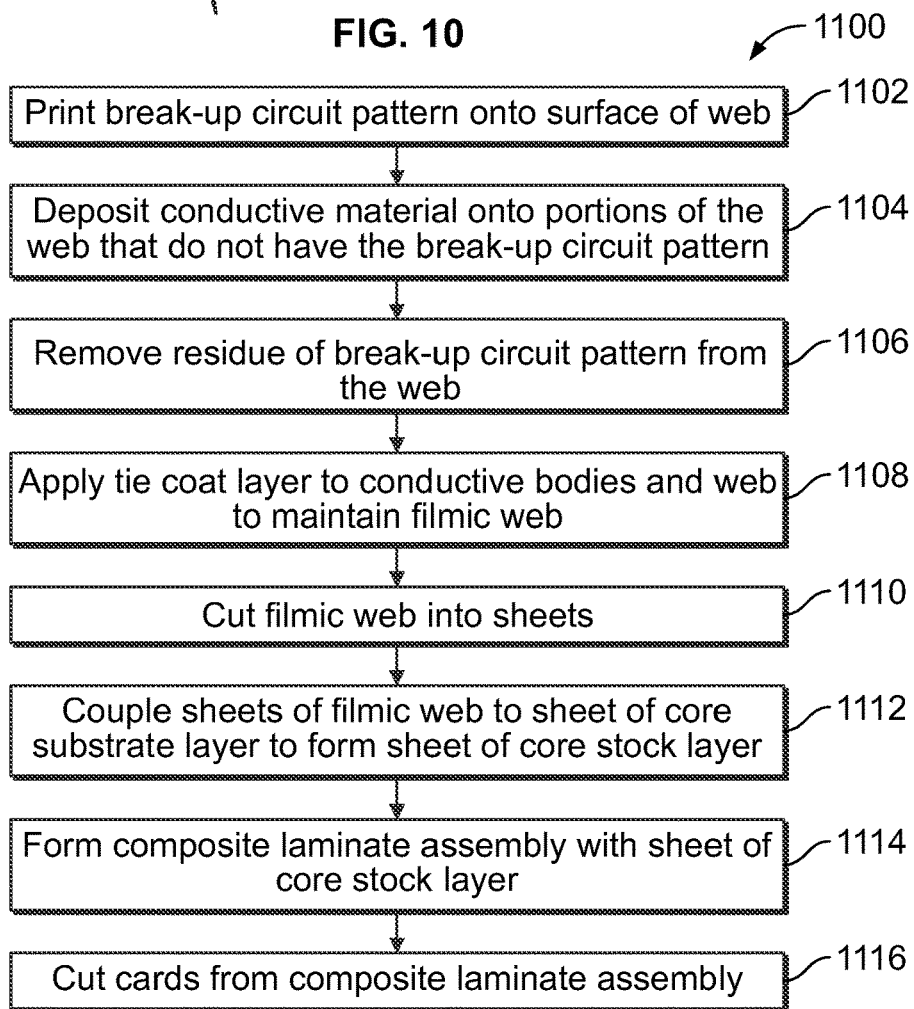 FIG. 10
1100
Print break-up circuit pattern onto surface of web
1102
Deposit conductive material onto portions of the
web that do not have the break-up circuit pattern
1104
Remove residue of break-up circuit pattern from
the web
1106
Apply tie coat layer to conductive bodies and web
to maintain filmic web
1108
Cut filmic web into sheets
1110
Couple sheets of filmic web to sheet of core
substrate layer to form sheet of core stock layer
1112
Form composite laminate assembly with sheet of
core stock layer
1114
Cut cards from composite laminate assembly
1116